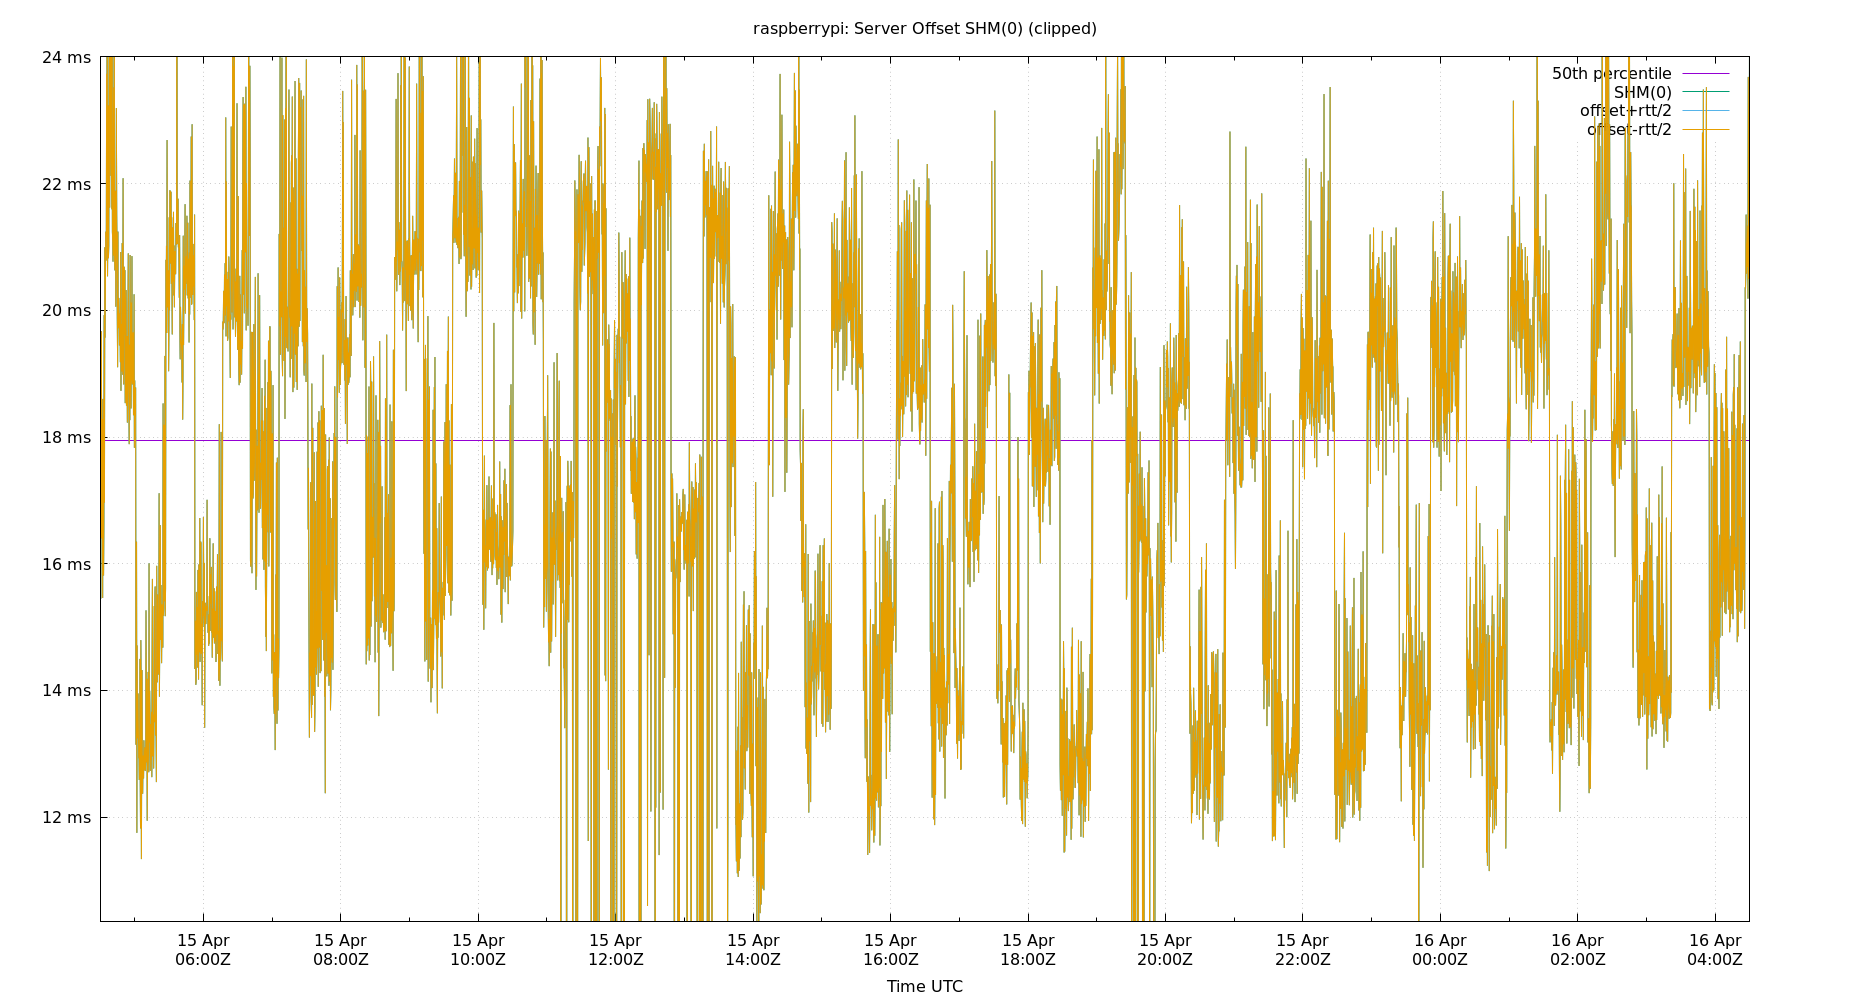 raspberrypi: Server Offset SHM(0) (clipped)
24 ms
22 ms
20 ms
18 ms
16 ms
14 ms
12 ms
50th percentile
SHM(0)
offset+rtt/2
offset-rtt/2
15 Apr 15 Apr 15 Apr 15 Apr 15 Apr 15 Apr 15 Apr 15 Apr 15 Apr 16 Apr 16 Apr 16 Apr
06:00Z 08:00Z 10:00Z 12:00Z 14:00Z 16:00Z 18:00Z 20:00Z 22:00Z 00:00Z 02:00Z 04:00Z
Time UTC